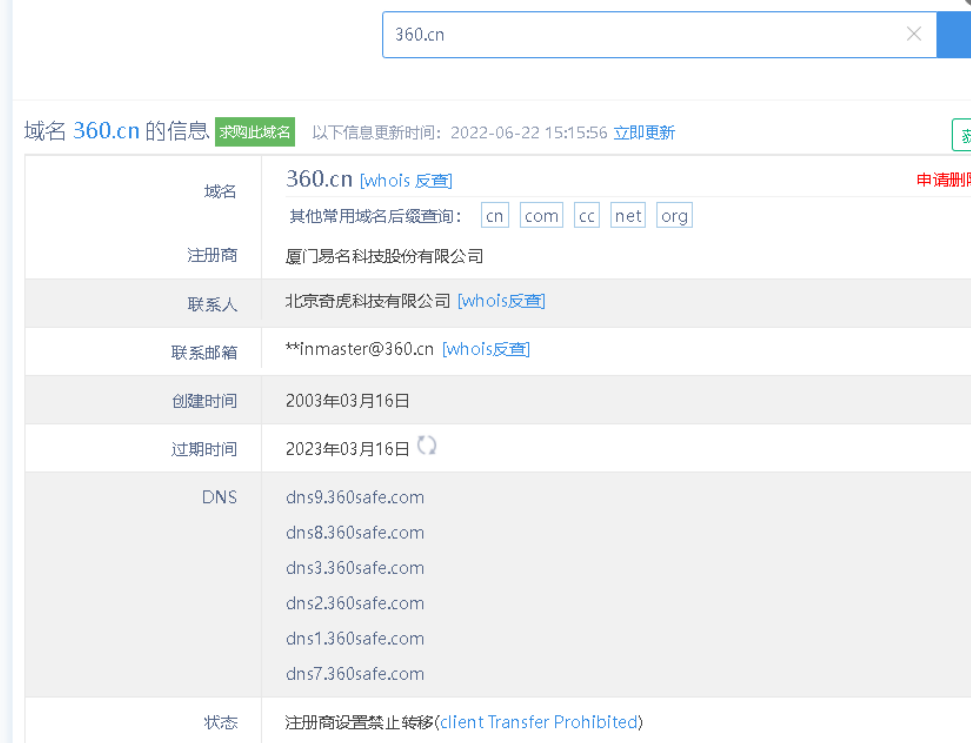 360.cn
域名 360.cn 的信息 求购此域名 以下信息更新时间：2022-06-22 15:15:56 立即更新
域名 360.cn [whois 反查] 申请删
其他常用域名后缀查询： cn com cc net org
注册商 厦门易名科技股份有限公司
联系人 北京奇虎科技有限公司 [whois反查]
联系邮箱 **inmaster@360.cn [whois反查]
创建时间 2003年03月16日
过期时间 2023年03月16日
DNS dns9.360safe.com
dns8.360safe.com
dns3.360safe.com
dns2.360safe.com
dns1.360safe.com
dns7.360safe.com
状态 注册商设置禁止转移(client Transfer Prohibited)